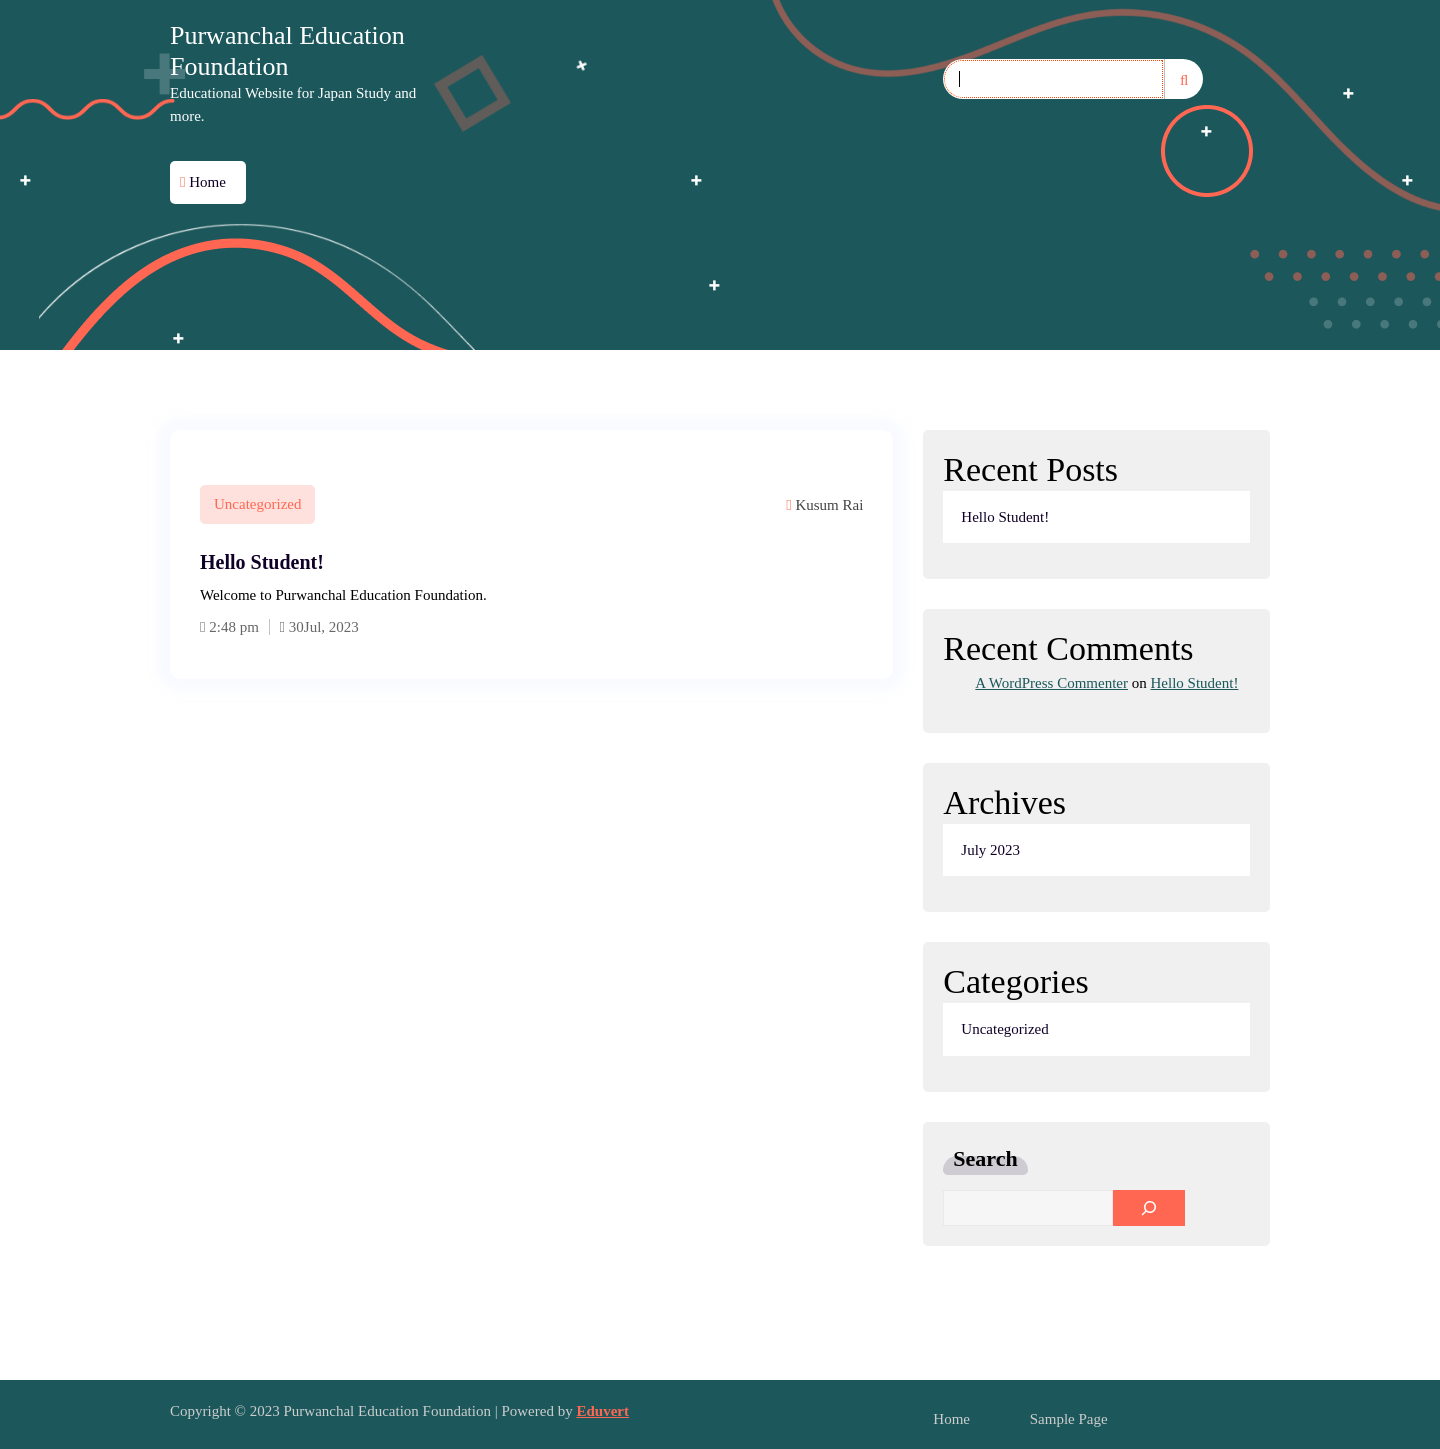 Purwanchal Education
Foundation
Educational Website for Japan Study and
more.
Home
Uncategorized
Kusum Rai
Hello Student!
Welcome to Purwanchal Education Foundation.
2:48 pm
30Jul, 2023
Recent Posts
Hello Student!
Recent Comments
A WordPress Commenter on Hello Student!
Archives
July 2023
Categories
Uncategorized
Search
Copyright © 2023 Purwanchal Education Foundation | Powered by Eduvert
Home
Sample Page